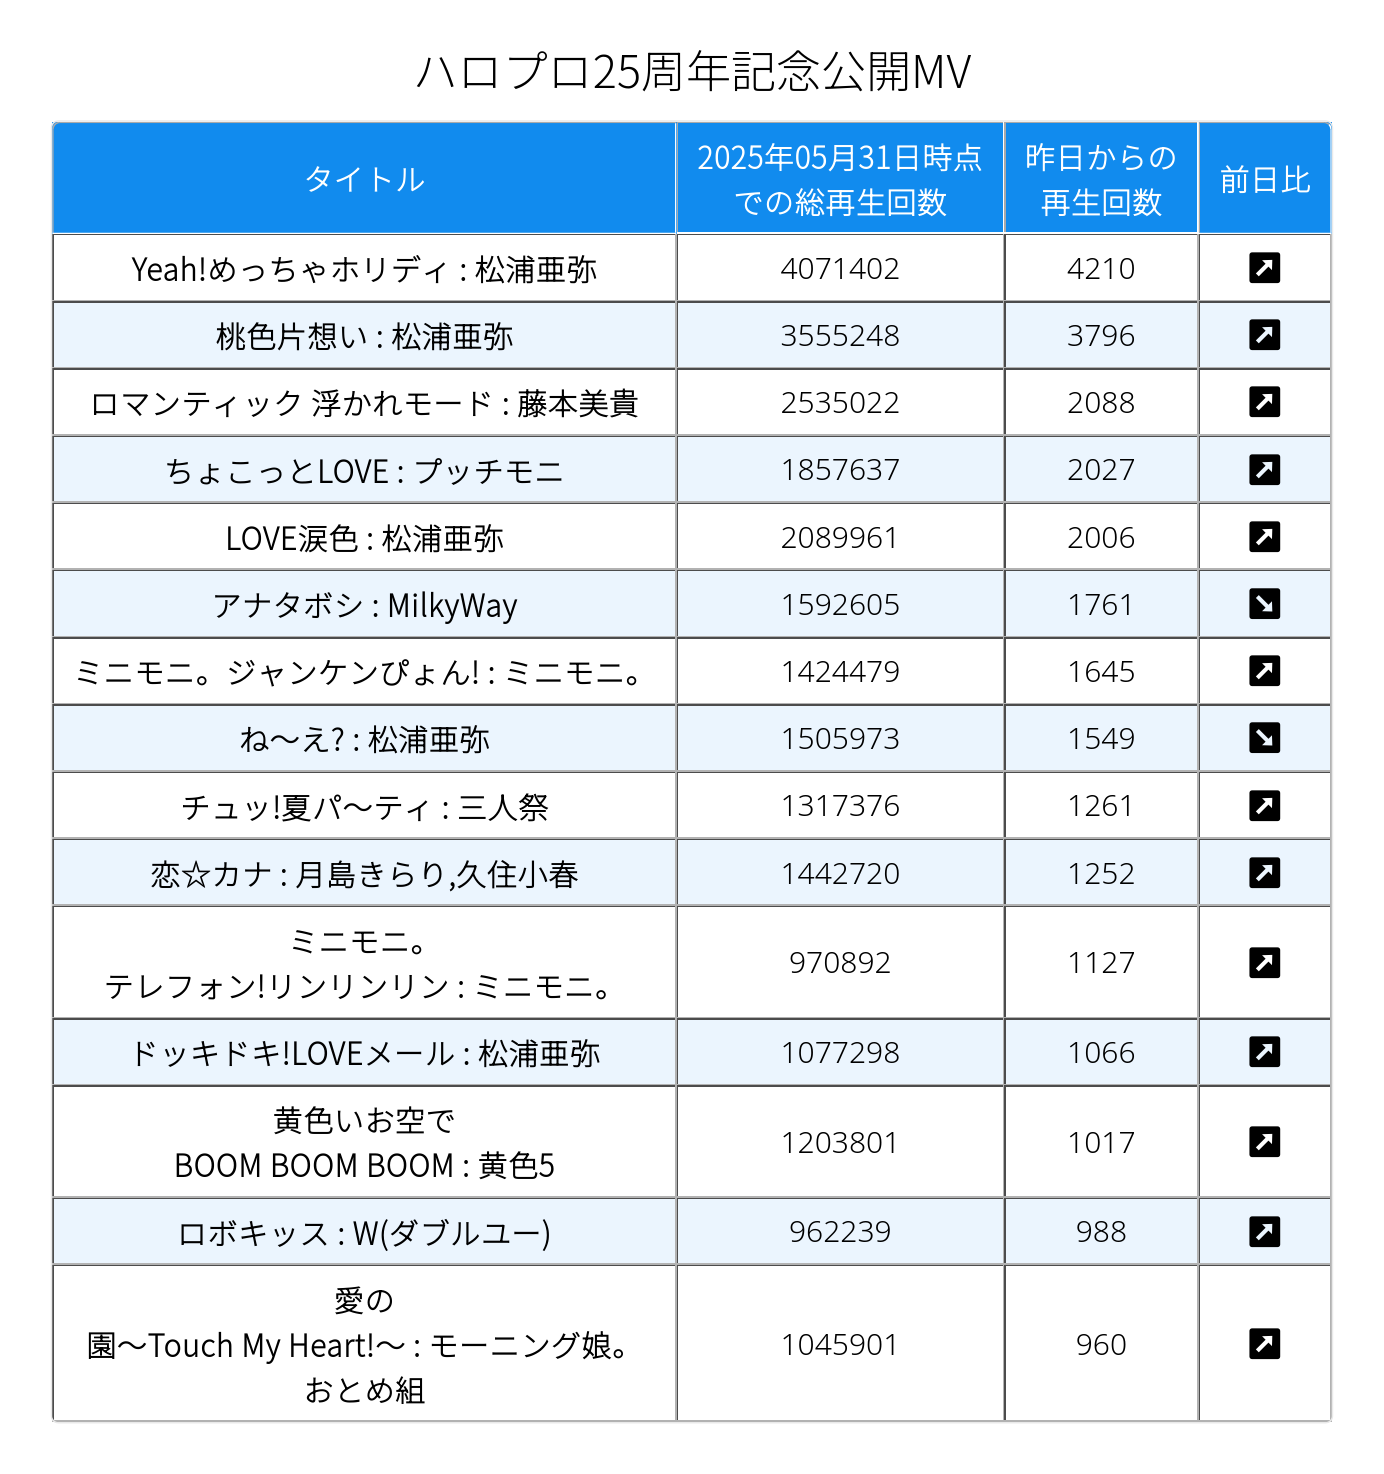 ハロプロ25周年記念公開MV
タイトル
2025年05月31日時点
での総再生回数
昨日からの
再生回数
前日比
Yeah!めっちゃホリディ : 松浦亜弥 4071402 4210
桃色片想い : 松浦亜弥 3555248 3796
ロマンティック 浮かれモード : 藤本美貴 2535022 2088
ちょこっとLOVE : プッチモニ 1857637 2027
LOVE涙色 : 松浦亜弥 2089961 2006
アナタボシ : MilkyWay 1592605 1761
ミニモニ。ジャンケンぴょん! : ミニモニ。 1424479 1645
ね〜え? : 松浦亜弥 1505973 1549
チュッ!夏パ〜ティ : 三人祭 1317376 1261
恋☆カナ : 月島きらり,久住小春 1442720 1252
ミニモニ。
テレフォン!リンリンリン : ミニモニ。 970892 1127
ドッキドキ!LOVEメール : 松浦亜弥 1077298 1066
黄色いお空で
BOOM BOOM BOOM : 黄色5 1203801 1017
ロボキッス : W(ダブルユー) 962239 988
愛の
園〜Touch My Heart!〜 : モーニング娘。 1045901 960
おとめ組